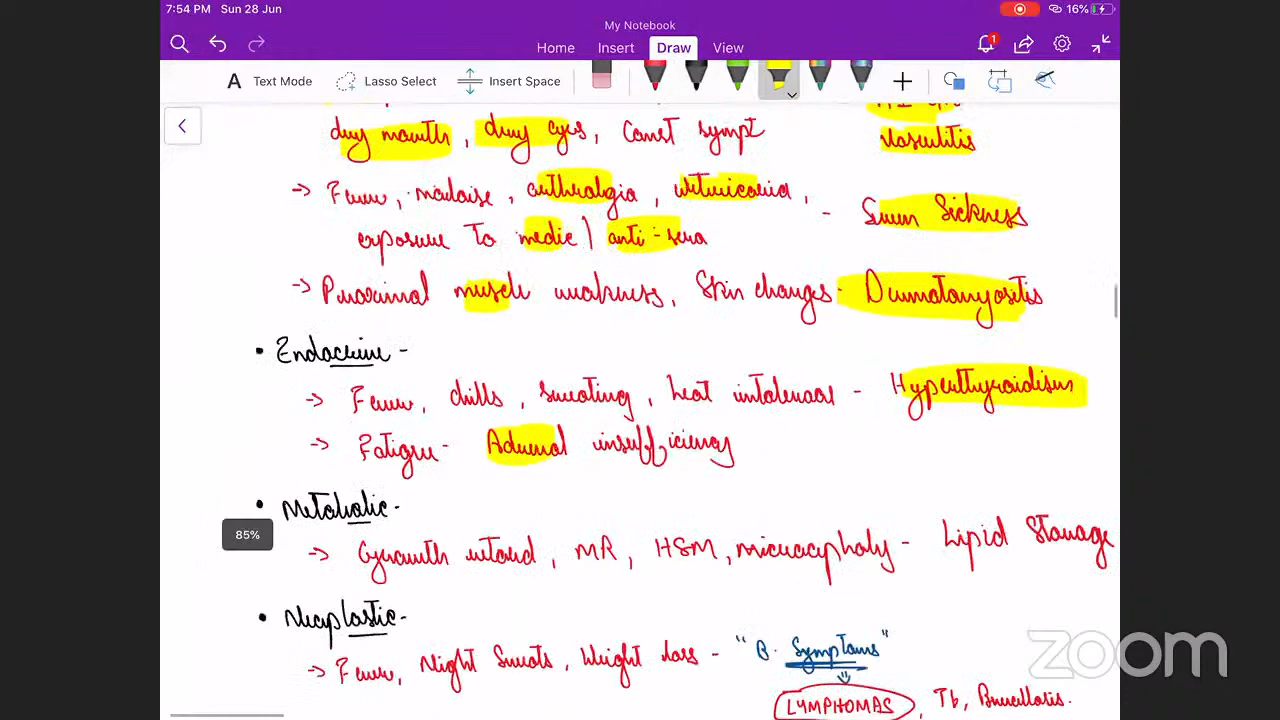 7:54 PM Sun 28 Jun 16%
My Notebook
Home Insert Draw View 1
A Text Mode Lasso Select Insert Space
dry mouth, dry eyes, Const sympt Vasculitis
→ Fever, malaise, arthralgia, urticaria,
exposure to medic / anti-sera - Serum Sickness
→ Proximal muscle weakness, Skin changes - Dermatomyositis
• Endocrine -
→ Fever, chills, sweating, heat intolerance - Hyperthyroidism
→ Fatigue - Adrenal insufficiency
• Metabolic -
85%
→ Growth retard, MR, HSM, microcephaly - Lipid Storage
• Neoplastic -
→ Fever, Night Sweats, Weight loss - "B. Symptoms"
LYMPHOMAS, Tb, Brucellosis.
zoom